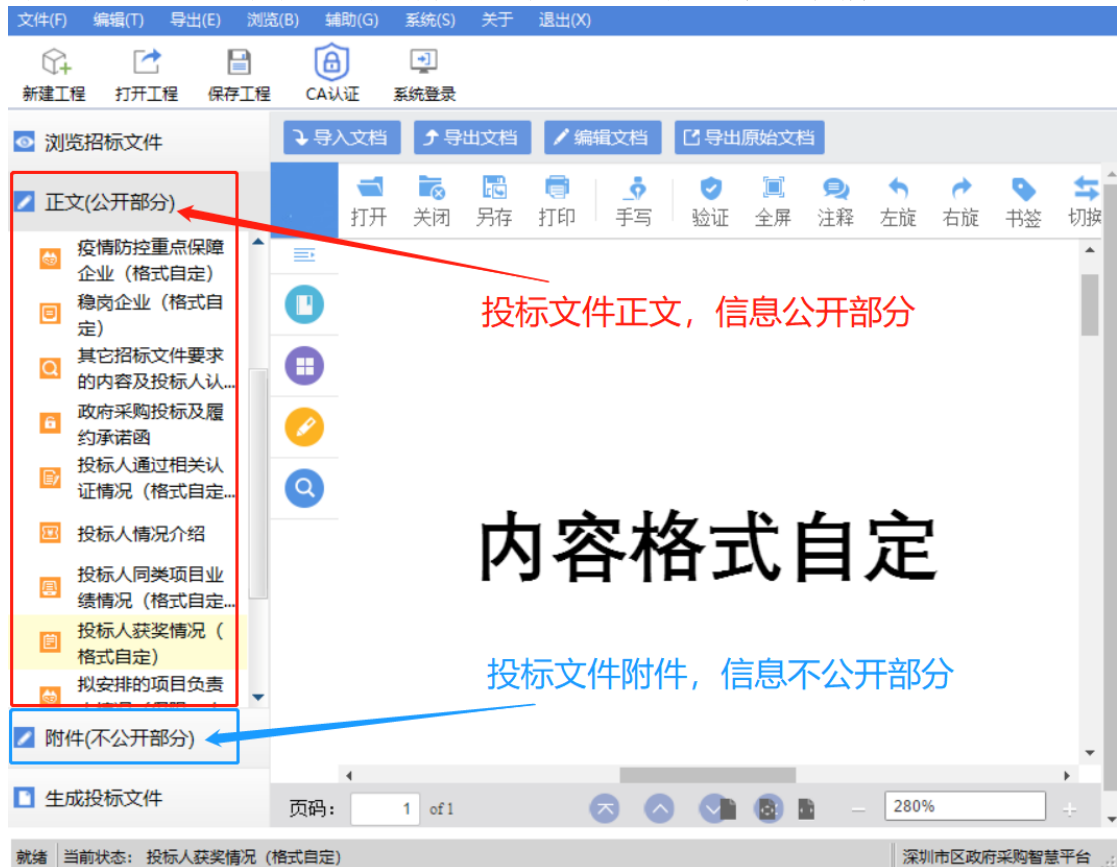 文件(F) 编辑(T) 导出(E) 浏览(B) 辅助(G) 系统(S) 关于 退出(X)
新建工程 打开工程 保存工程 CA认证 系统登录
浏览招标文件
导入文档 导出文档 编辑文档 导出原始文档
正文(公开部分)
打开 关闭 另存 打印 手写 验证 全屏 注释 左旋 右旋 书签 切换
疫情防控重点保障
企业（格式自定）
稳岗企业（格式自
定）
其它招标文件要求
的内容及投标人认...
政府采购投标及履
约承诺函
投标人通过相关认
证情况（格式自定...
投标人情况介绍
投标人同类项目业
绩情况（格式自定...
投标人获奖情况（
格式自定）
拟安排的项目负责
投标文件正文，信息公开部分
内容格式自定
投标文件附件，信息不公开部分
附件(不公开部分)
生成投标文件
页码: 1 of 1 280%
就绪 当前状态: 投标人获奖情况（格式自定） 深圳市区政府采购智慧平台